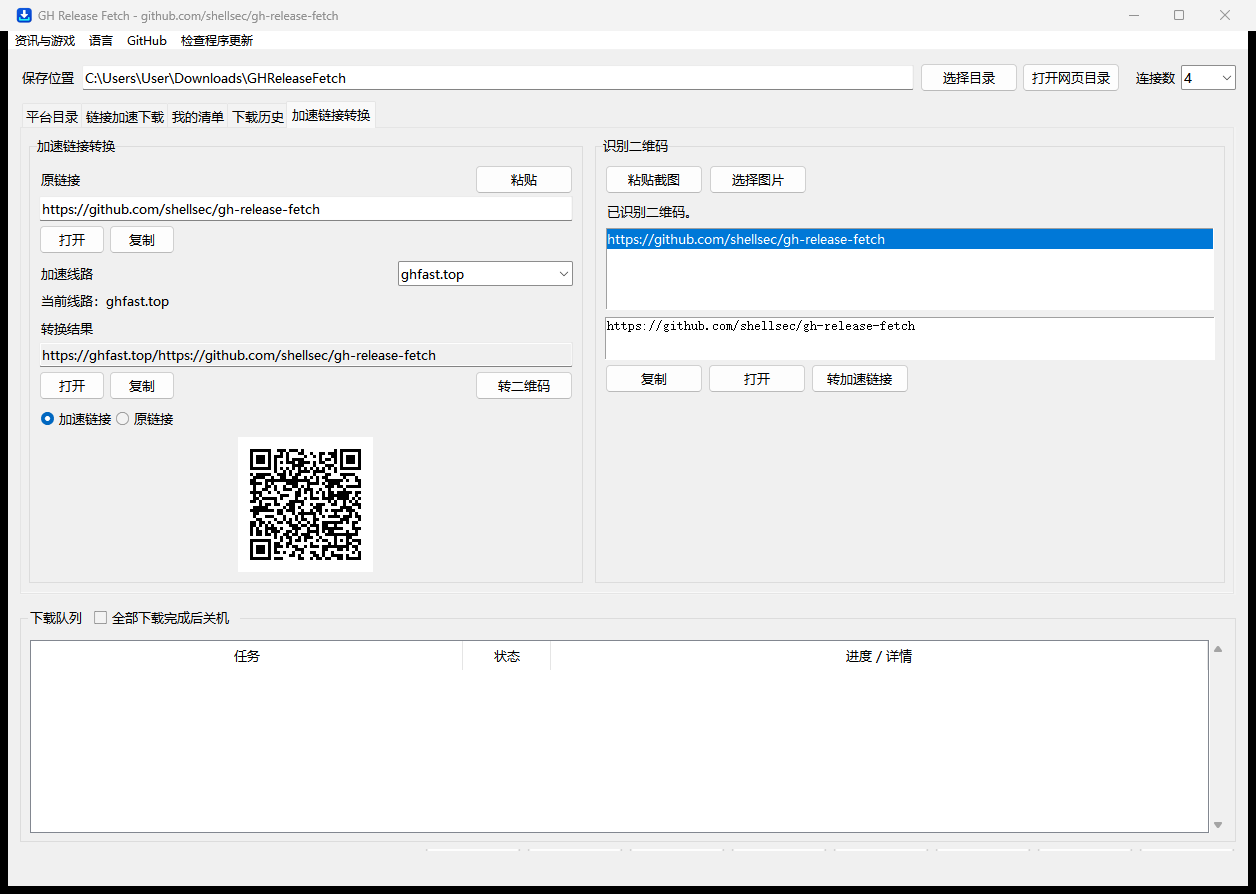 GH Release Fetch - github.com/shellsec/gh-release-fetch
资讯与游戏 语言 GitHub 检查程序更新
保存位置 C:\Users\User\Downloads\GHReleaseFetch 选择目录 打开网页目录 连接数 4
平台目录 链接加速下载 我的清单 下载历史 加速链接转换
加速链接转换
原链接 粘贴
https://github.com/shellsec/gh-release-fetch
打开 复制
加速线路 ghfast.top
当前线路： ghfast.top
转换结果
https://ghfast.top/https://github.com/shellsec/gh-release-fetch
打开 复制 转二维码
加速链接 原链接
识别二维码
粘贴截图 选择图片
已识别二维码。
https://github.com/shellsec/gh-release-fetch
https://github.com/shellsec/gh-release-fetch
复制 打开 转加速链接
下载队列 全部下载完成后关机
任务 状态 进度 / 详情